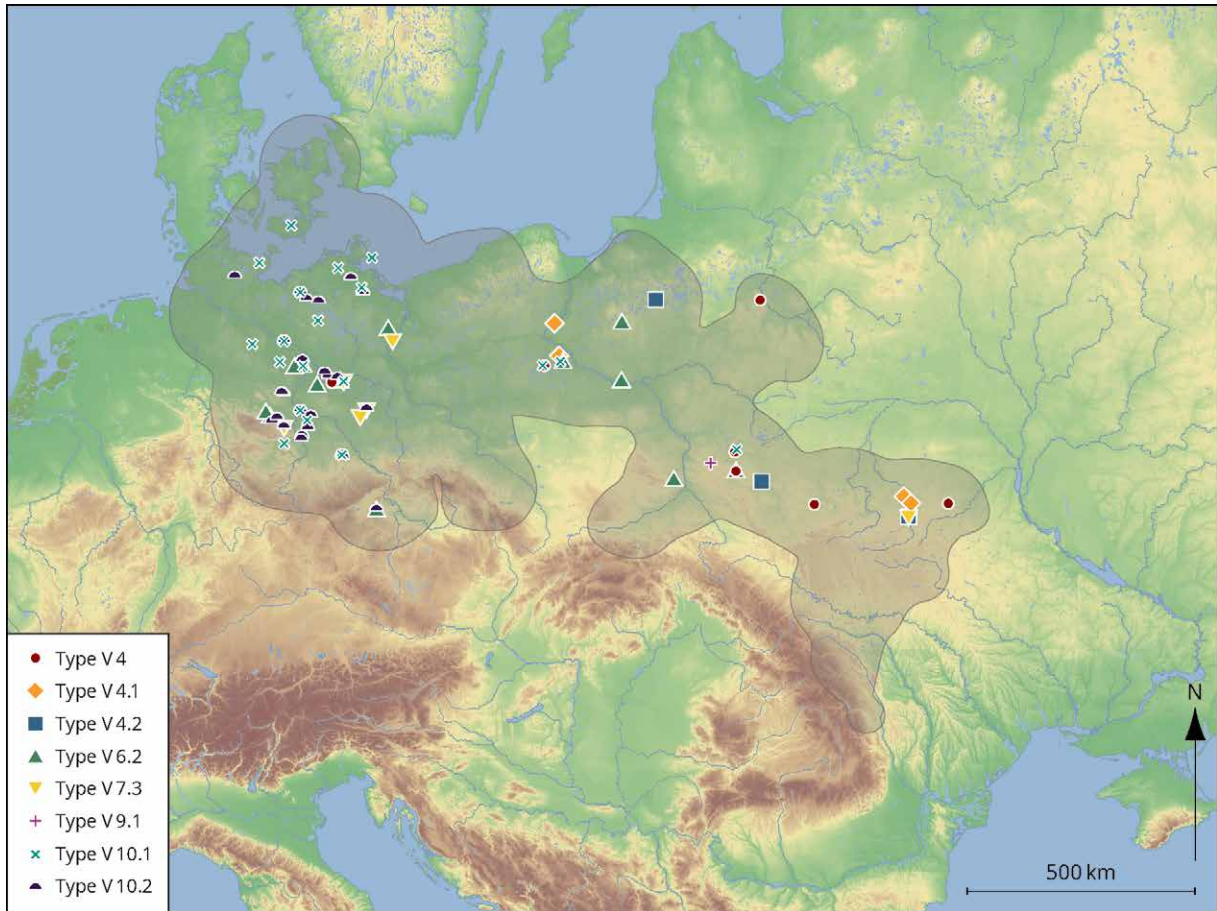 Type V 4
Type V 4.1
Type V 4.2
Type V 6.2
Type V 7.3
Type V 9.1
Type V 10.1
Type V 10.2
N
500 km